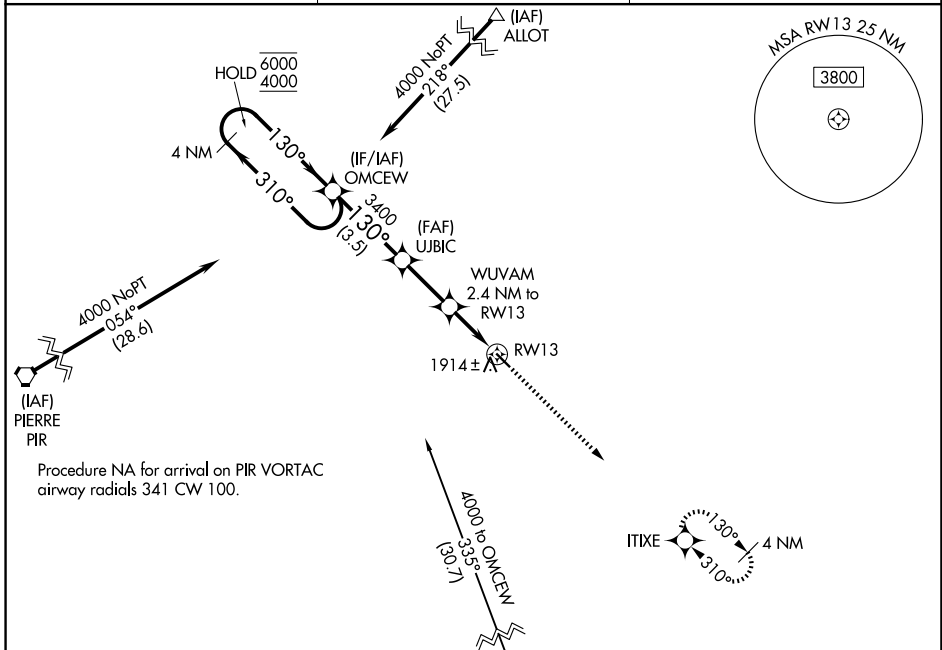 (IAF)
ALLOT
4000 NoPT
218°
(27.5)
MSA RW13 25 NM
3800
HOLD 6000
4000
4 NM
130°
310°
(IF/IAF)
OMCEW
3400
130°
(3.5)
(FAF)
UJBIC
WUVAM
2.4 NM to
RW13
RW13
1914±
4000 NoPT
054°
(28.6)
(IAF)
PIERRE
PIR
Procedure NA for arrival on PIR VORTAC
airway radials 341 CW 100.
4000 to OMCEW
335°
(30.7)
ITIXE
130°
310°
4 NM